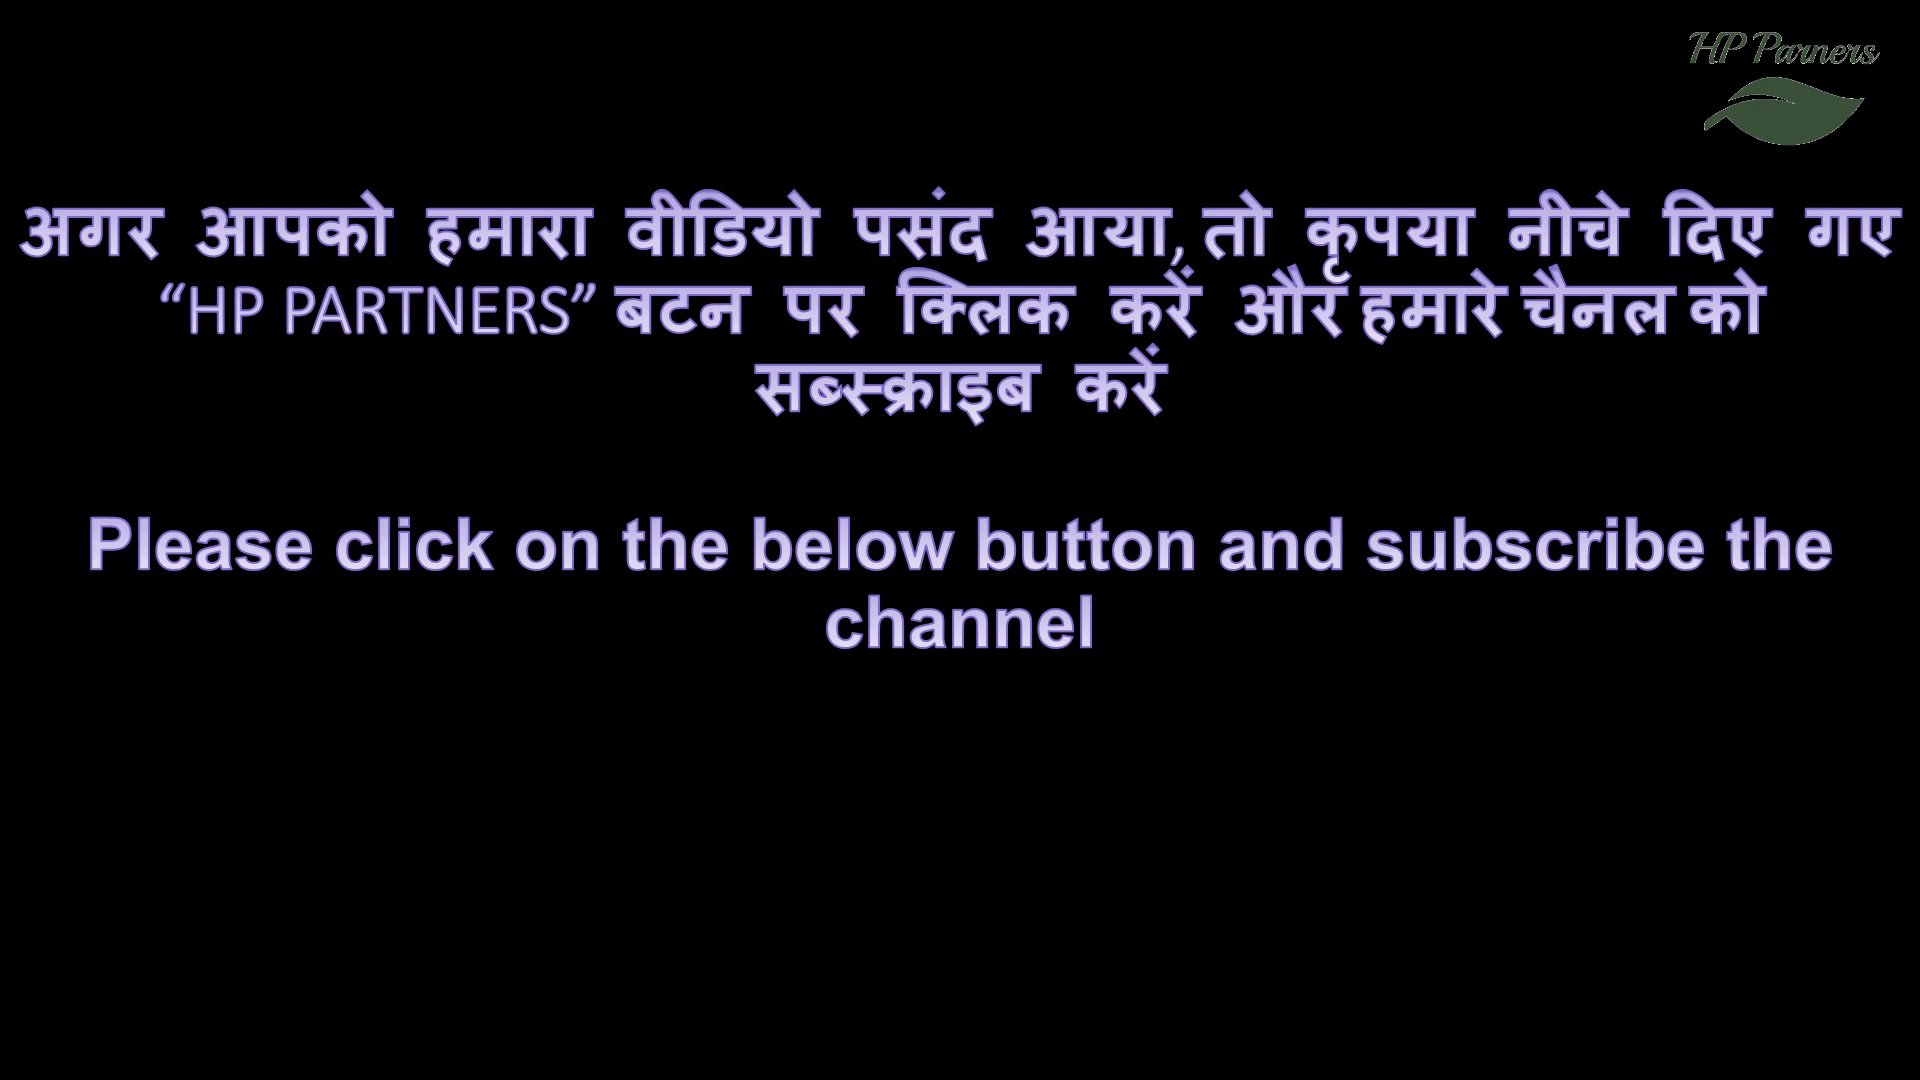 HP Parners
अगर आपको हमारा वीडियो पसंद आया, तो कृपया नीचे दिए गए
“HP PARTNERS” बटन पर क्लिक करें और हमारे चैनल को
सब्स्क्राइब करें
Please click on the below button and subscribe the
channel